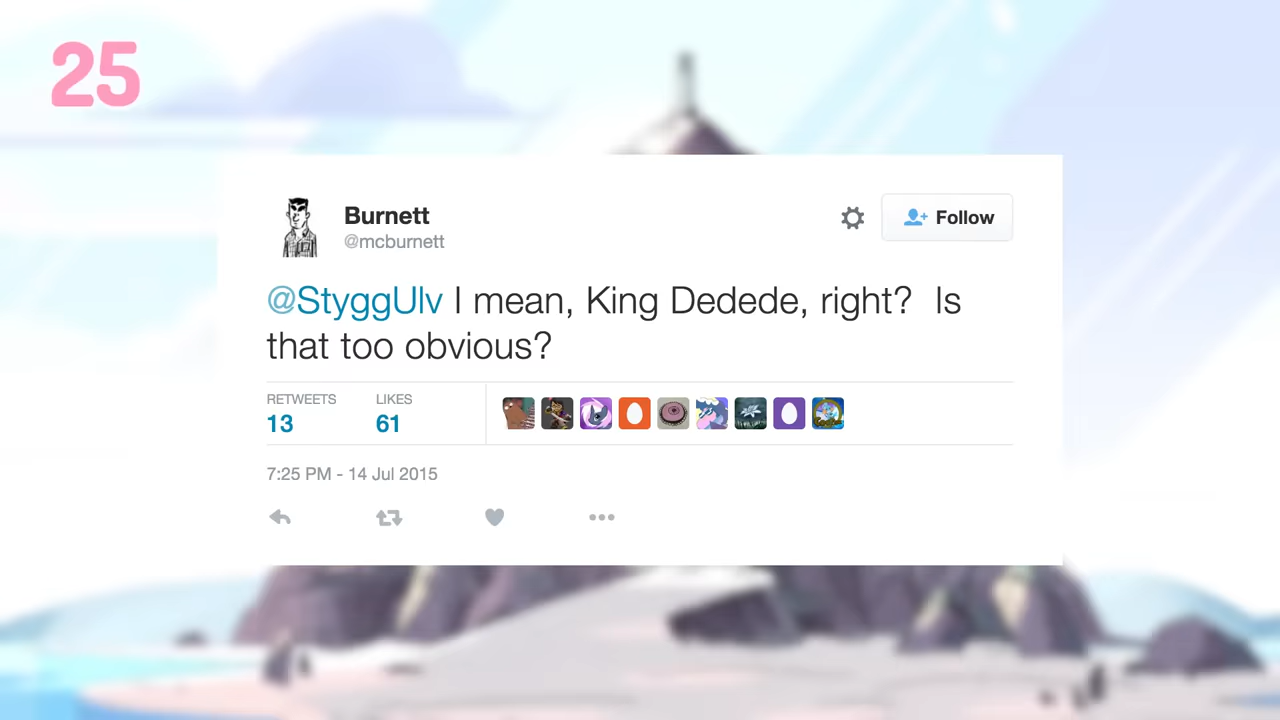 25
Burnett
@mcburnett
Follow
@StyggUlv I mean, King Dedede, right?  Is
that too obvious?
RETWEETS LIKES
13 61
7:25 PM - 14 Jul 2015